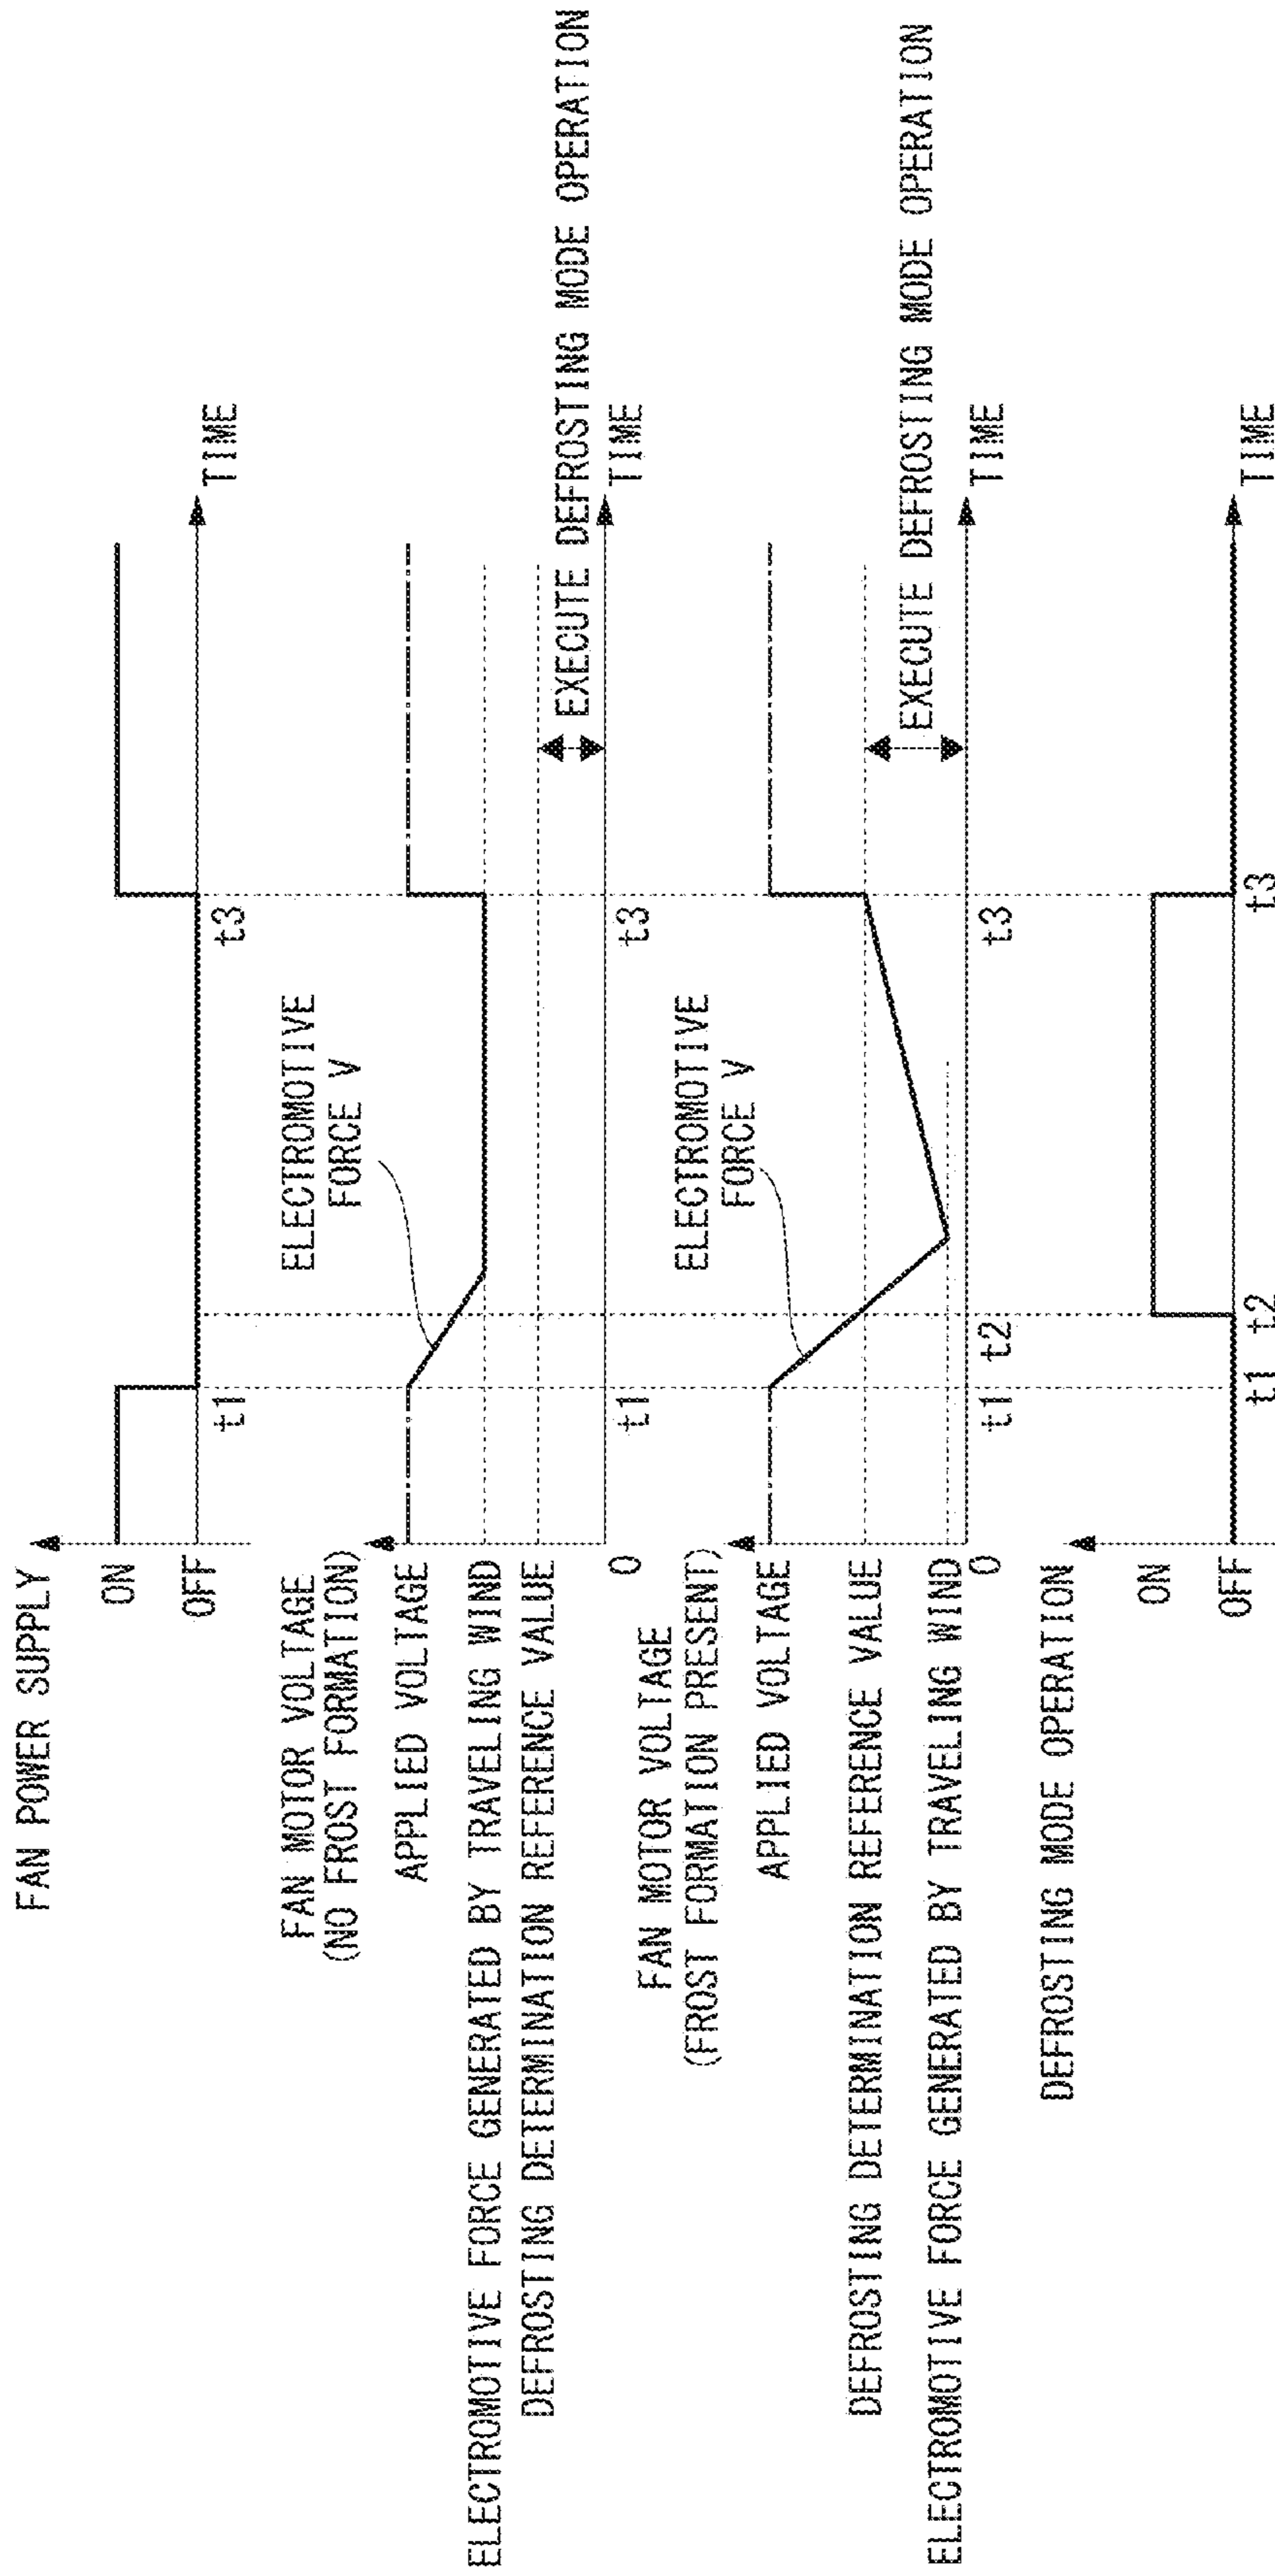 FAN POWER SUPPLY
ON
OFF
t1
t3
TIME
FAN MOTOR VOLTAGE
(NO FROST FORMATION)
ELECTROMOTIVE
FORCE V
APPLIED VOLTAGE
ELECTROMOTIVE FORCE GENERATED BY TRAVELING WIND
DEFROSTING DETERMINATION REFERENCE VALUE
EXECUTE DEFROSTING MODE OPERATION
0
t1
t3
TIME
FAN MOTOR VOLTAGE
(FROST FORMATION PRESENT)
ELECTROMOTIVE
FORCE V
APPLIED VOLTAGE
DEFROSTING DETERMINATION REFERENCE VALUE
EXECUTE DEFROSTING MODE OPERATION
ELECTROMOTIVE FORCE GENERATED BY TRAVELING WIND
0
t1
t2
t3
TIME
DEFROSTING MODE OPERATION
ON
OFF
t1
t2
t3
TIME